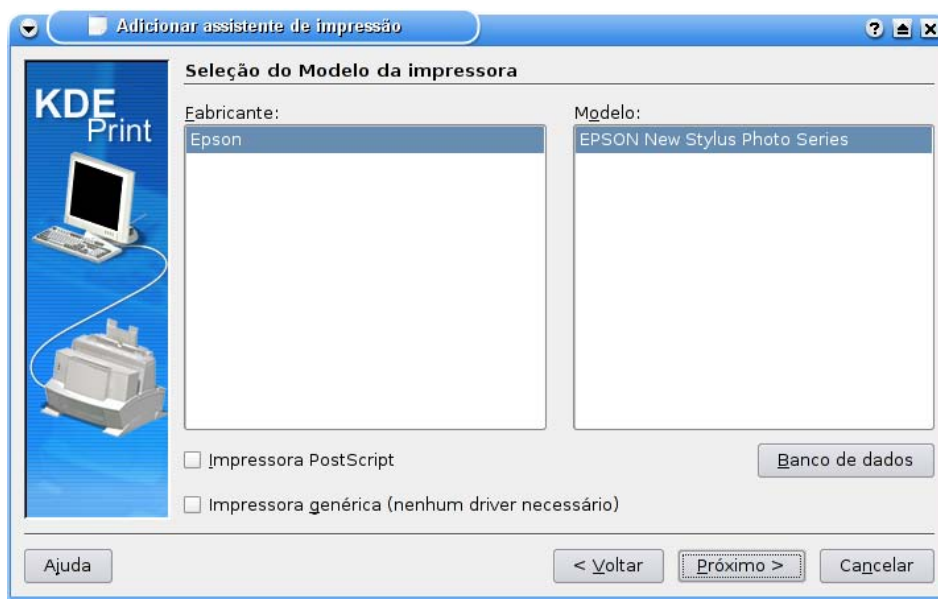 Adicionar assistente de impressão
Seleção do Modelo da impressora
KDE
Print
Fabricante:
Modelo:
Epson
EPSON New Stylus Photo Series
Impressora PostScript
Banco de dados
Impressora genérica (nenhum driver necessário)
Ajuda
< Voltar
Próximo >
Cancelar